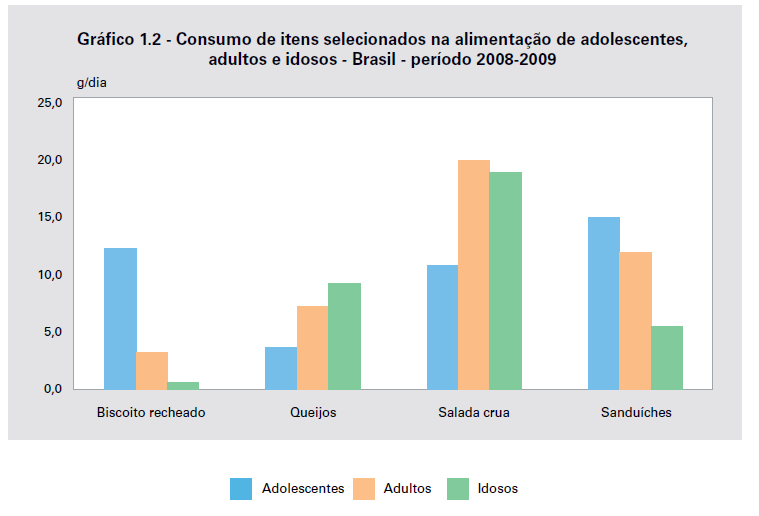 Gráfico 1.2 - Consumo de itens selecionados na alimentação de adolescentes,
adultos e idosos - Brasil - período 2008-2009
g/dia
25,0
20,0
15,0
10,0
5,0
0,0
Biscoito recheado Queijos Salada crua Sanduíches
Adolescentes Adultos Idosos